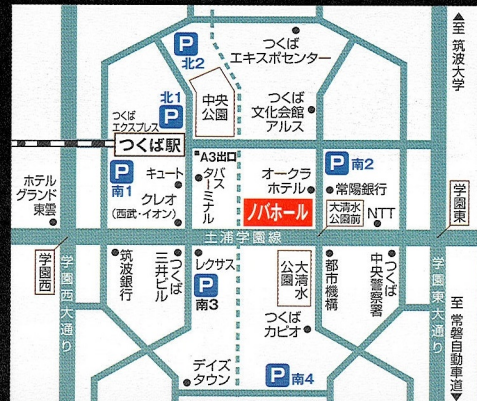 ▲至 筑波大学
つくば
エキスポセンター
P
北2
中央
公園
つくば
文化会館
アルス
北1
P
つくば
エクスプレス
つくば駅
A3出口
P
南1
キュート
クレオ
(西武・イオン)
バス
ターミナル
オークラ
ホテル
P
南2
常陽銀行
ノバホール
大清水
公園前
NTT
ホテル
グランド
東雲
学園東
学園西
土浦学園線
筑波銀行
つくば
三井ビル
レクサス
P
南3
大清水
公園
つくば
カピオ
都市機構
つくば
中央警察署
学園西大通り
学園東大通り
デイズ
タウン
P
南4
至 常磐自動車道▼